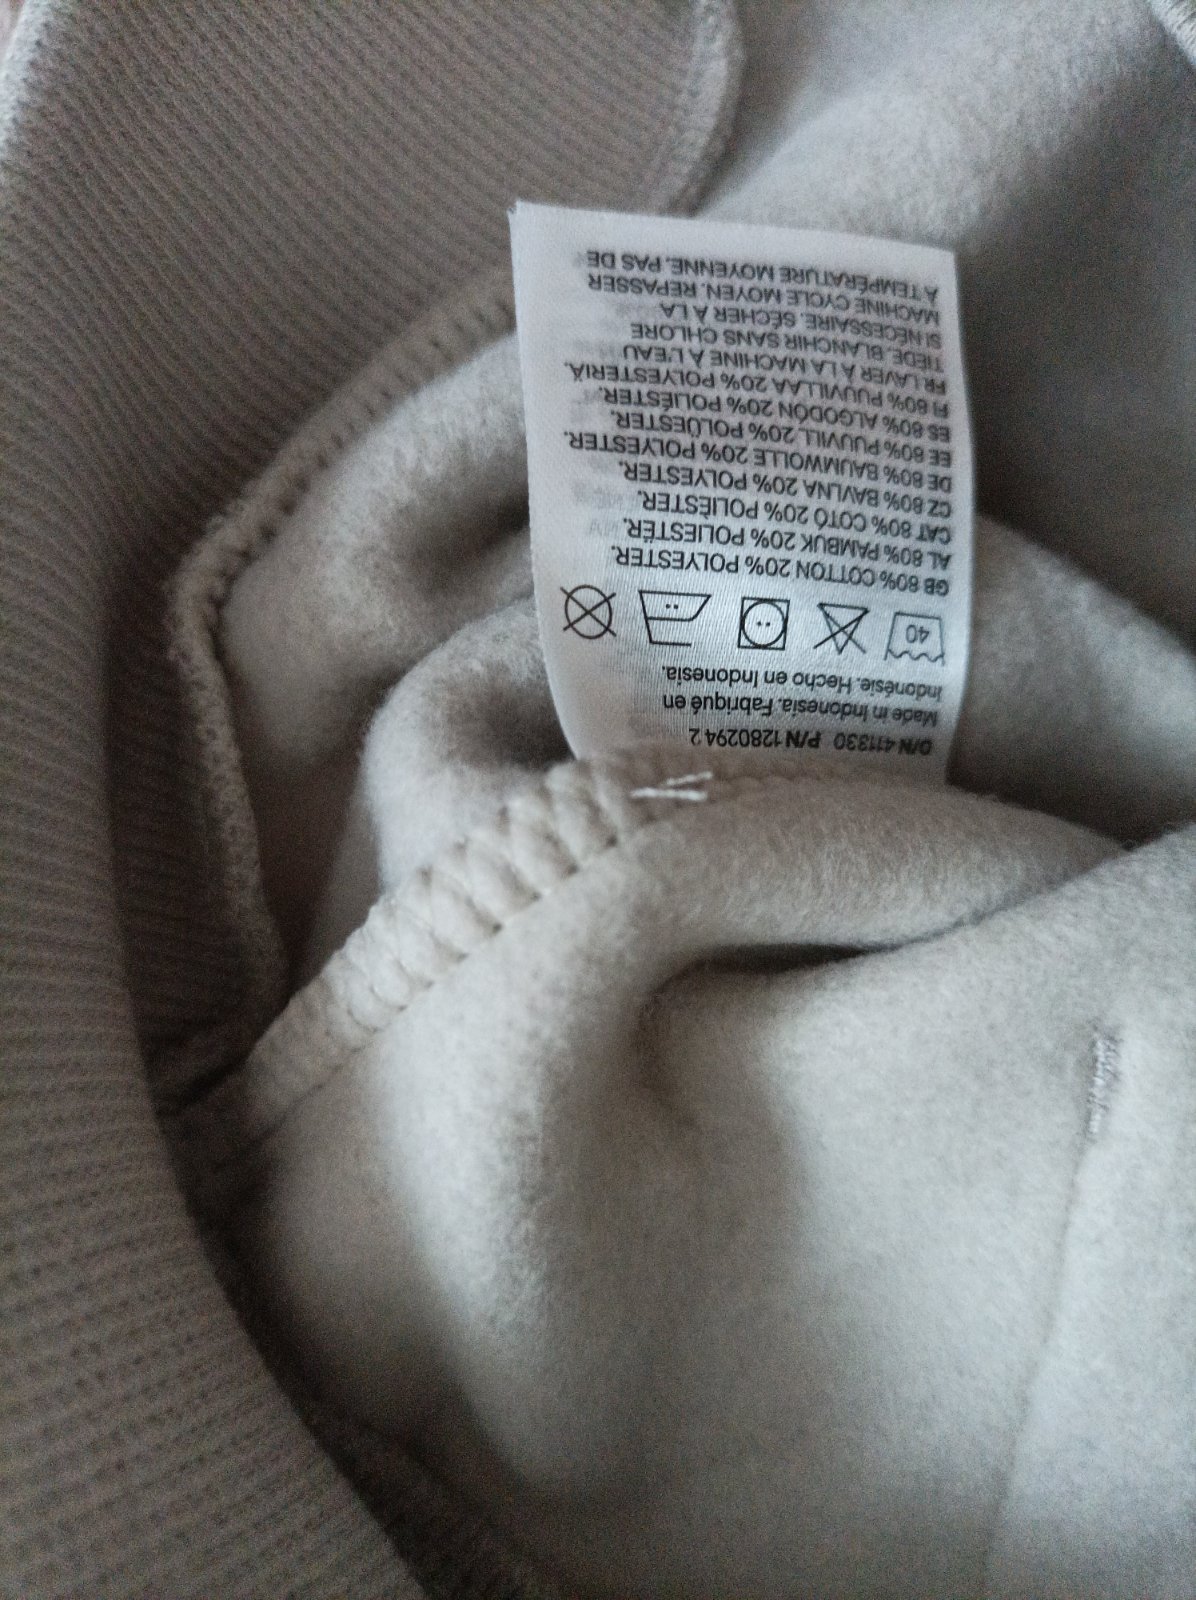 O/N 411330 P/N 1280294 2
Made in Indonesia. Fabriqué en
Indonésie. Hecho en Indonesia.
40
GB 80% COTTON 20% POLYESTER.
AL 80% PAMBUK 20% POLIESTËR.
CAT 80% COTÓ 20% POLIÈSTER.
CZ 80% BAVLNA 20% POLYESTER.
DE 80% BAUMWOLLE 20% POLYESTER.
EE 80% PUUVILL 20% POLÜESTER.
ES 80% ALGODÓN 20% POLIÉSTER.
FI 80% PUUVILLAA 20% POLYESTERIÄ.
FR LAVER À LA MACHINE À L'EAU
TIÈDE. BLANCHIR SANS CHLORE
SI NÉCESSAIRE. SÉCHER À LA
MACHINE CYCLE MOYEN. REPASSER
À TEMPÉRATURE MOYENNE. PAS DE